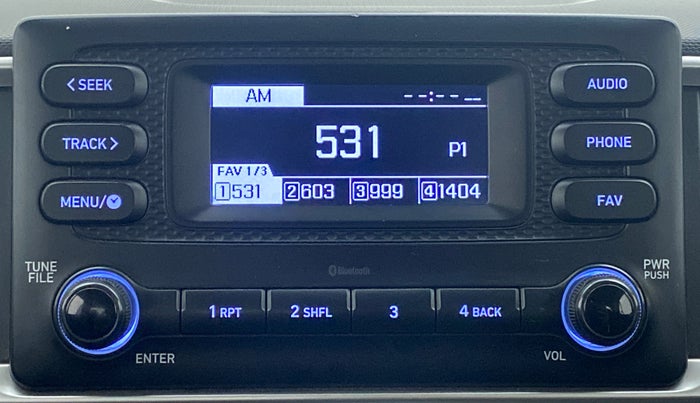 < SEEK
TRACK >
MENU/
AM --:-- --
531 P1
FAV 1/3
1 531 2 603 3 999 4 1404
AUDIO
PHONE
FAV
Bluetooth
TUNE
FILE
ENTER
1 RPT
2 SHFL
3
4 BACK
PWR
PUSH
VOL